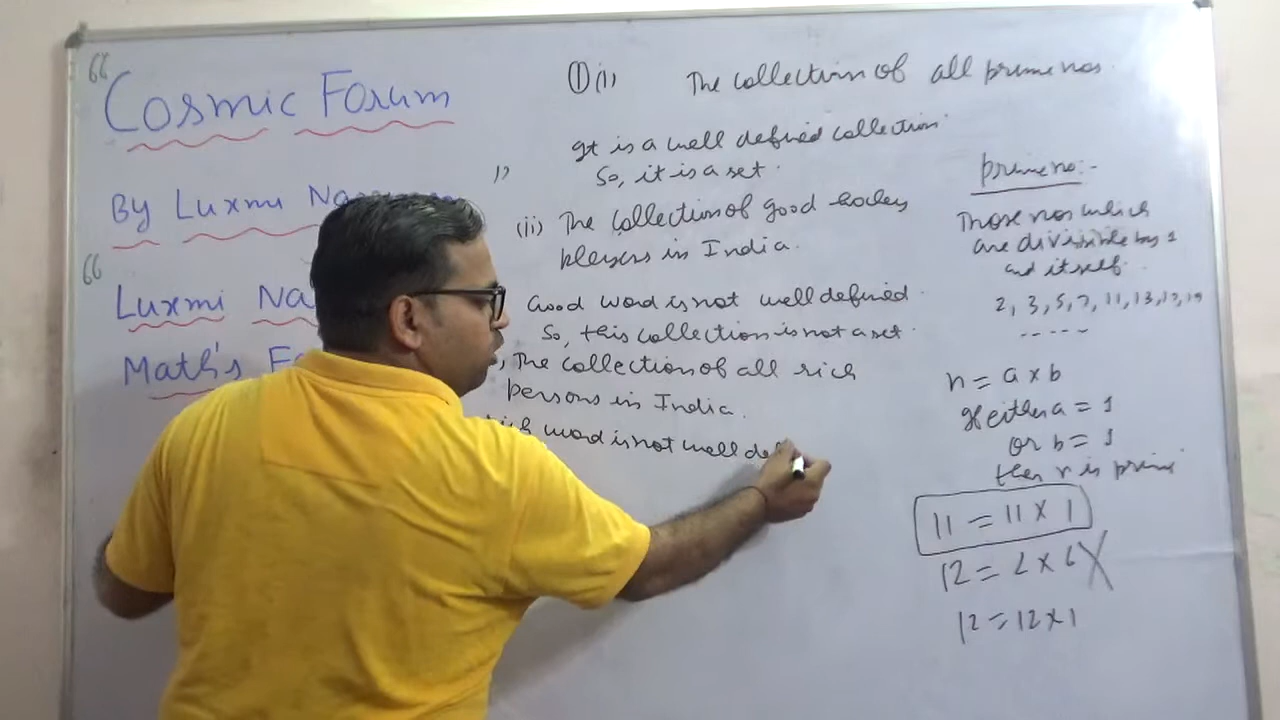 "
Cosmic Forum
By Luxmi
"
Luxmi
Math's
(1) (i) The collection of all prime nos.
It is a well defined collection
So, it is a set.
(ii) The collection of good hockey
players in India.
Good word is not well defined.
So, this collection is not a set.
The collection of all rich
persons in India.
word is not well
prime no:-
Those nos which
are divisible by 1
and itself.
2, 3, 5, 7, 11, 13, 17, 19
-----
n = a × b
If either a = 1
or b = 1
then n is prime
11 = 11 × 1
12 = 2 × 6 X
12 = 12 × 1